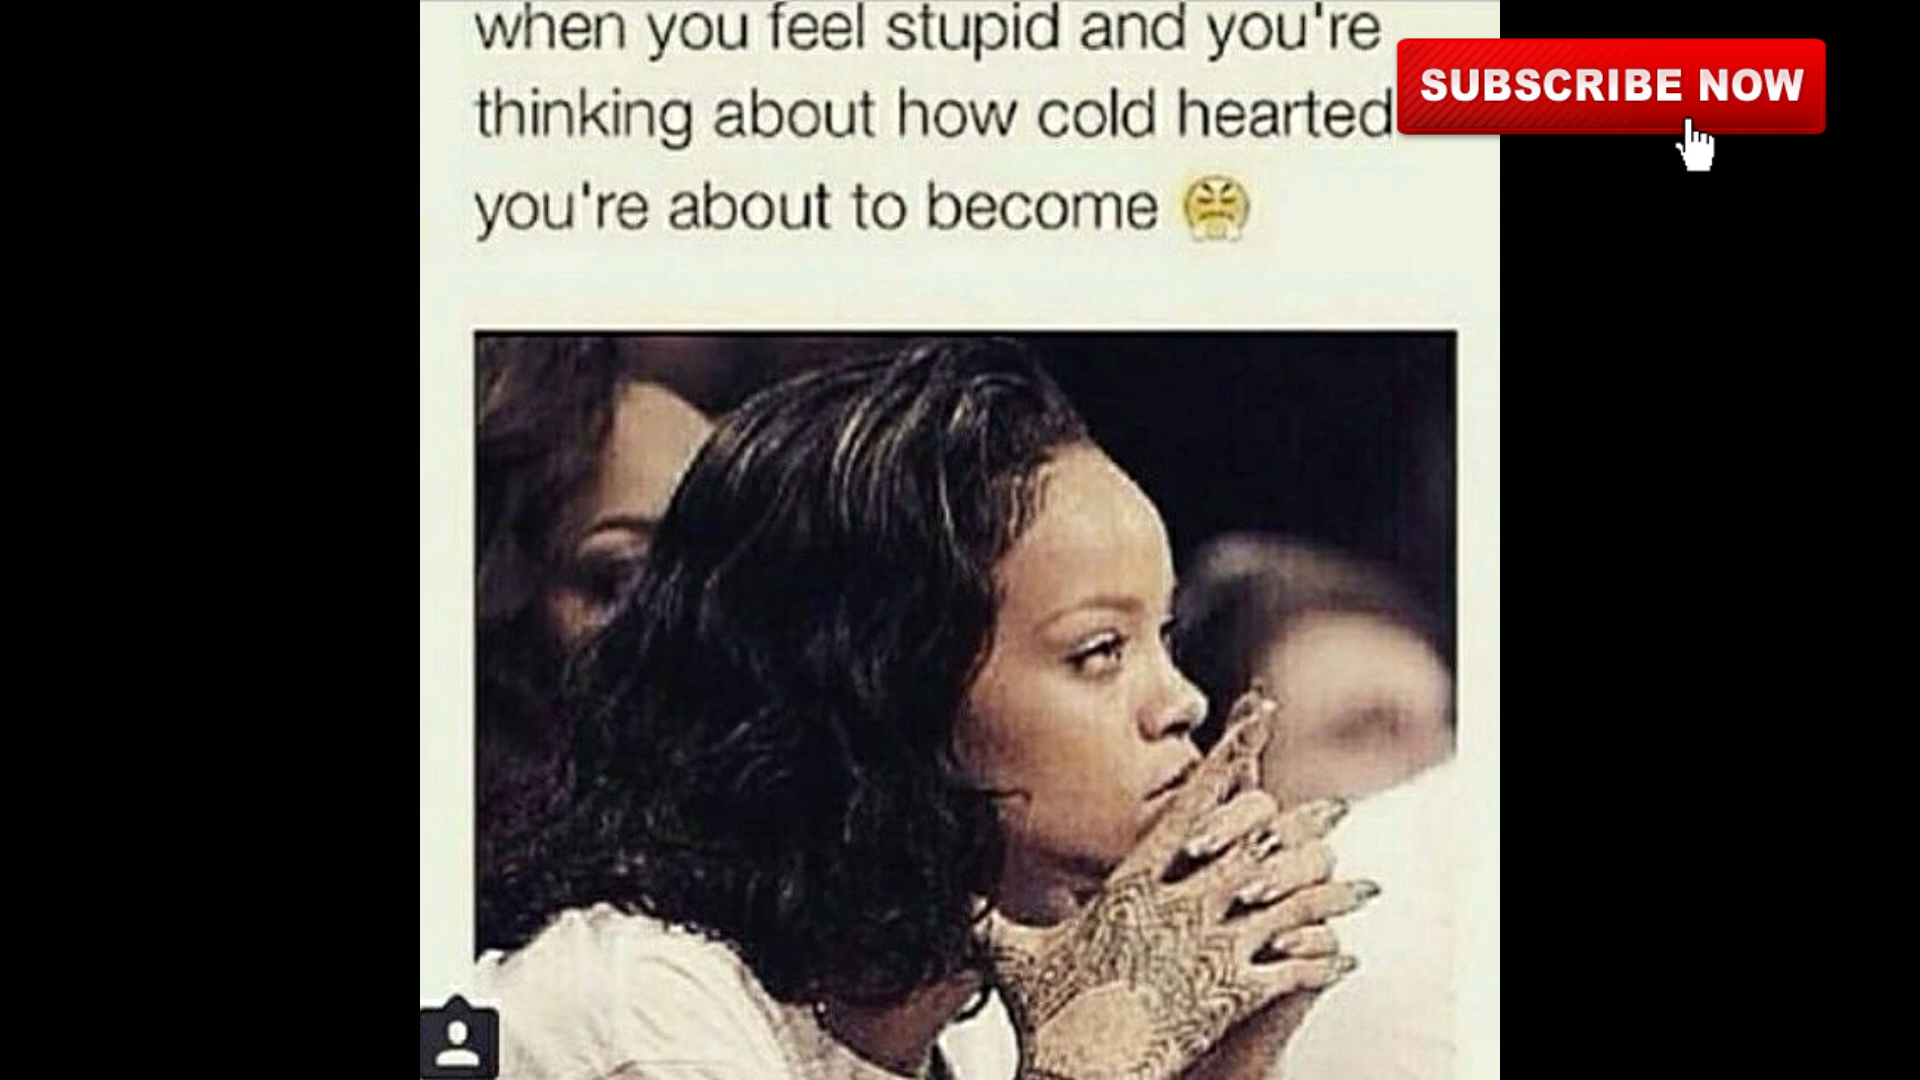 when you feel stupid and you're
SUBSCRIBE NOW
thinking about how cold hearted
you're about to become